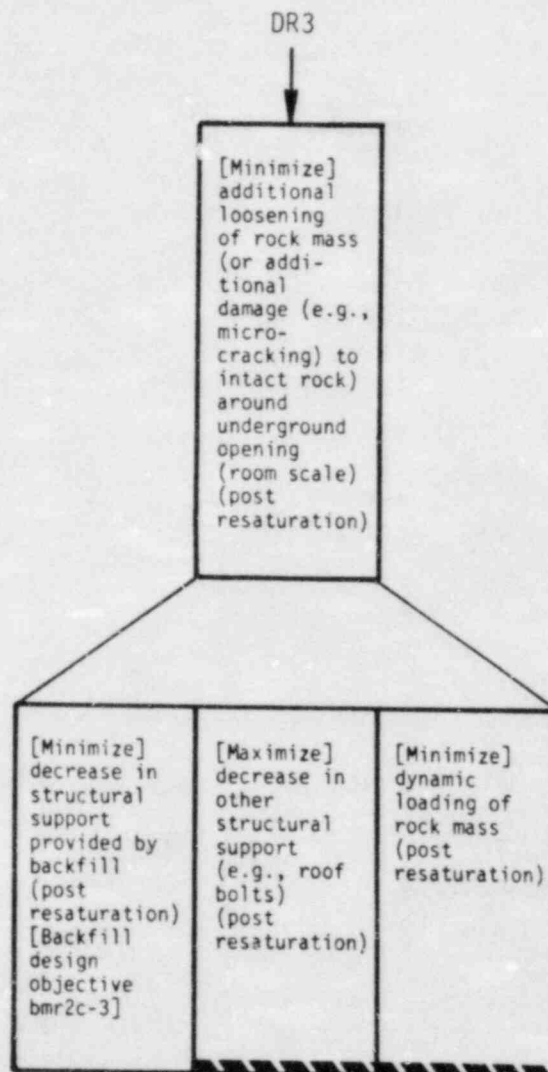 DR3
[Minimize]
additional
loosening
of rock mass
(or addi-
tional
damage (e.g.,
micro-
cracking) to
intact rock)
around
underground
opening
(room scale)
(post
resaturation)
[Minimize]
decrease in
structural
support
provided by
backfill
(post
resaturation)
[Backfill
design
objective
bmr2c-3]
[Maximize]
decrease in
other
structural
support
(e.g., roof
bolts)
(post
resaturation)
[Minimize]
dynamic
loading of
rock mass
(post
resaturation)